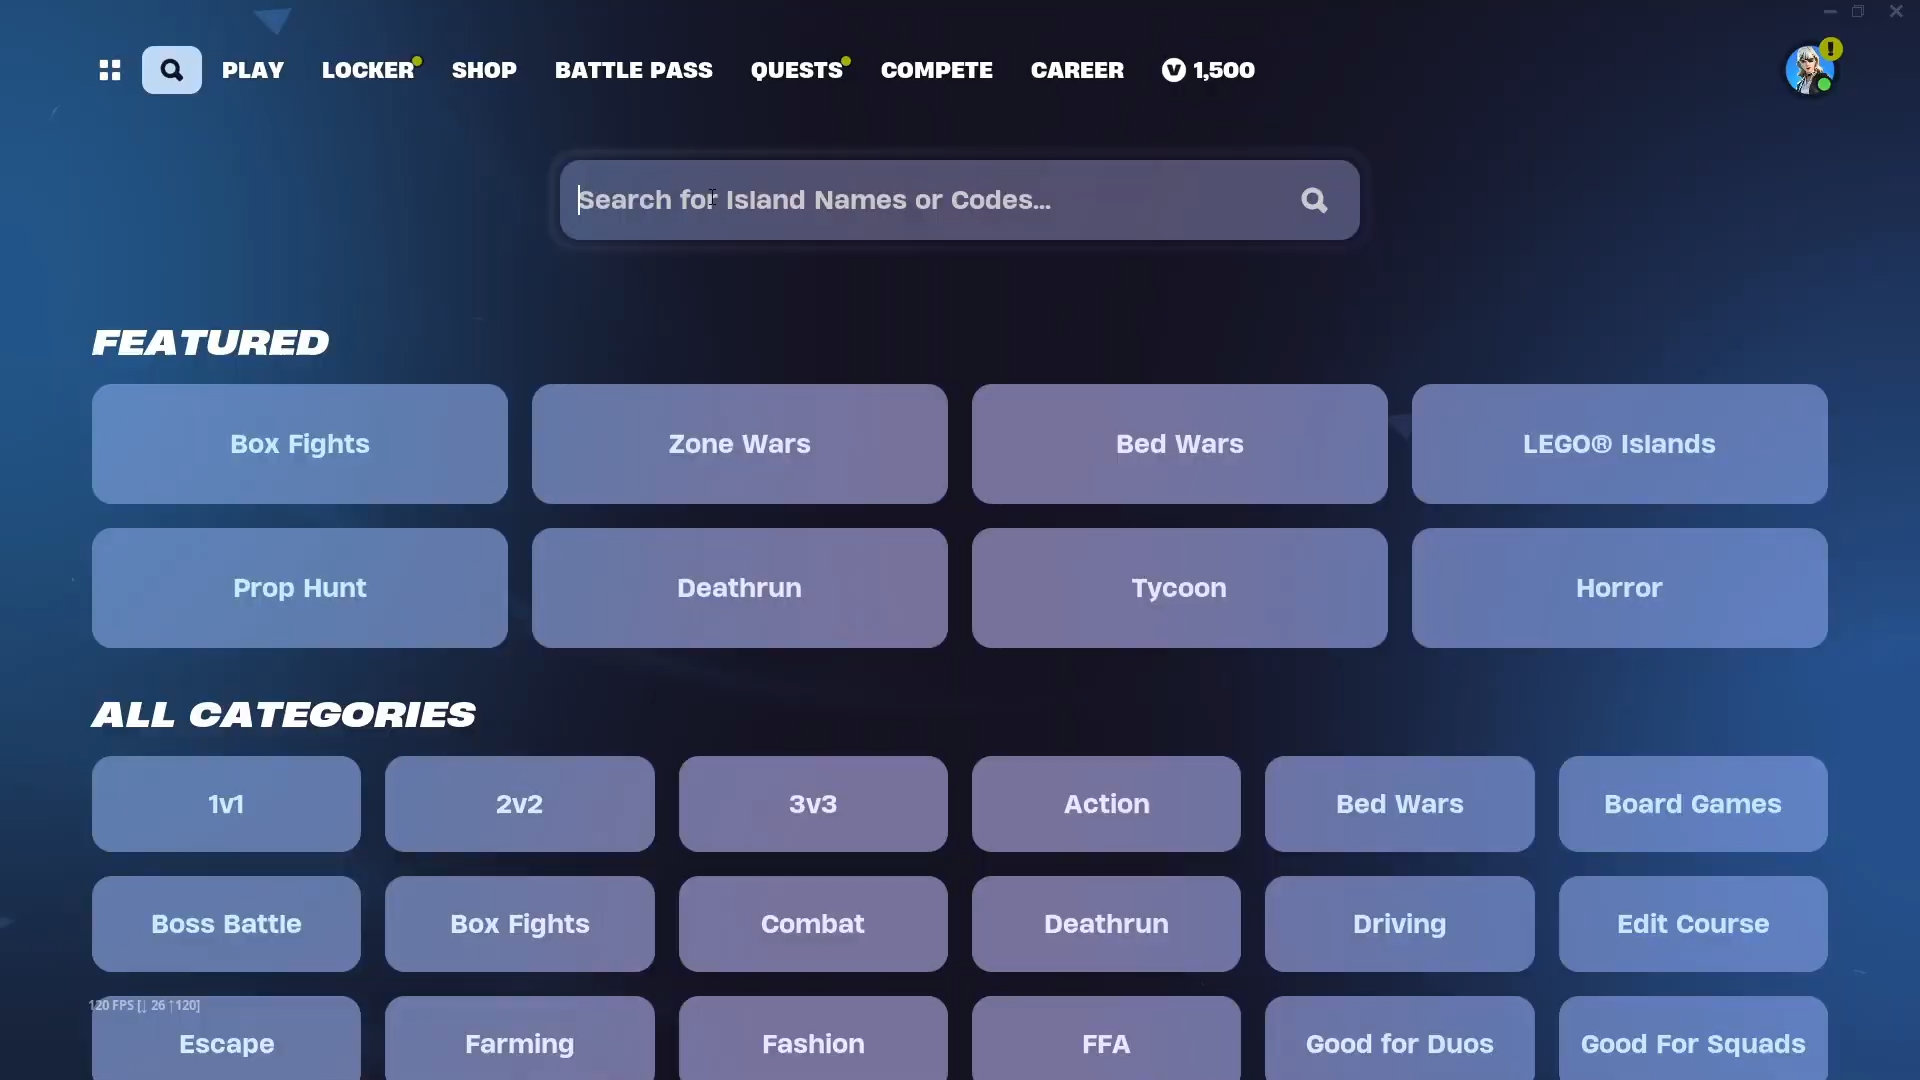 PLAY LOCKER SHOP BATTLE PASS QUESTS COMPETE CAREER V 1,500 !
Search for Island Names or Codes...
FEATURED
Box Fights Zone Wars Bed Wars LEGO® Islands
Prop Hunt Deathrun Tycoon Horror
ALL CATEGORIES
1v1 2v2 3v3 Action Bed Wars Board Games
Boss Battle Box Fights Combat Deathrun Driving Edit Course
120 FPS [↓ 26 ↑120]
Escape Farming Fashion FFA Good for Duos Good For Squads